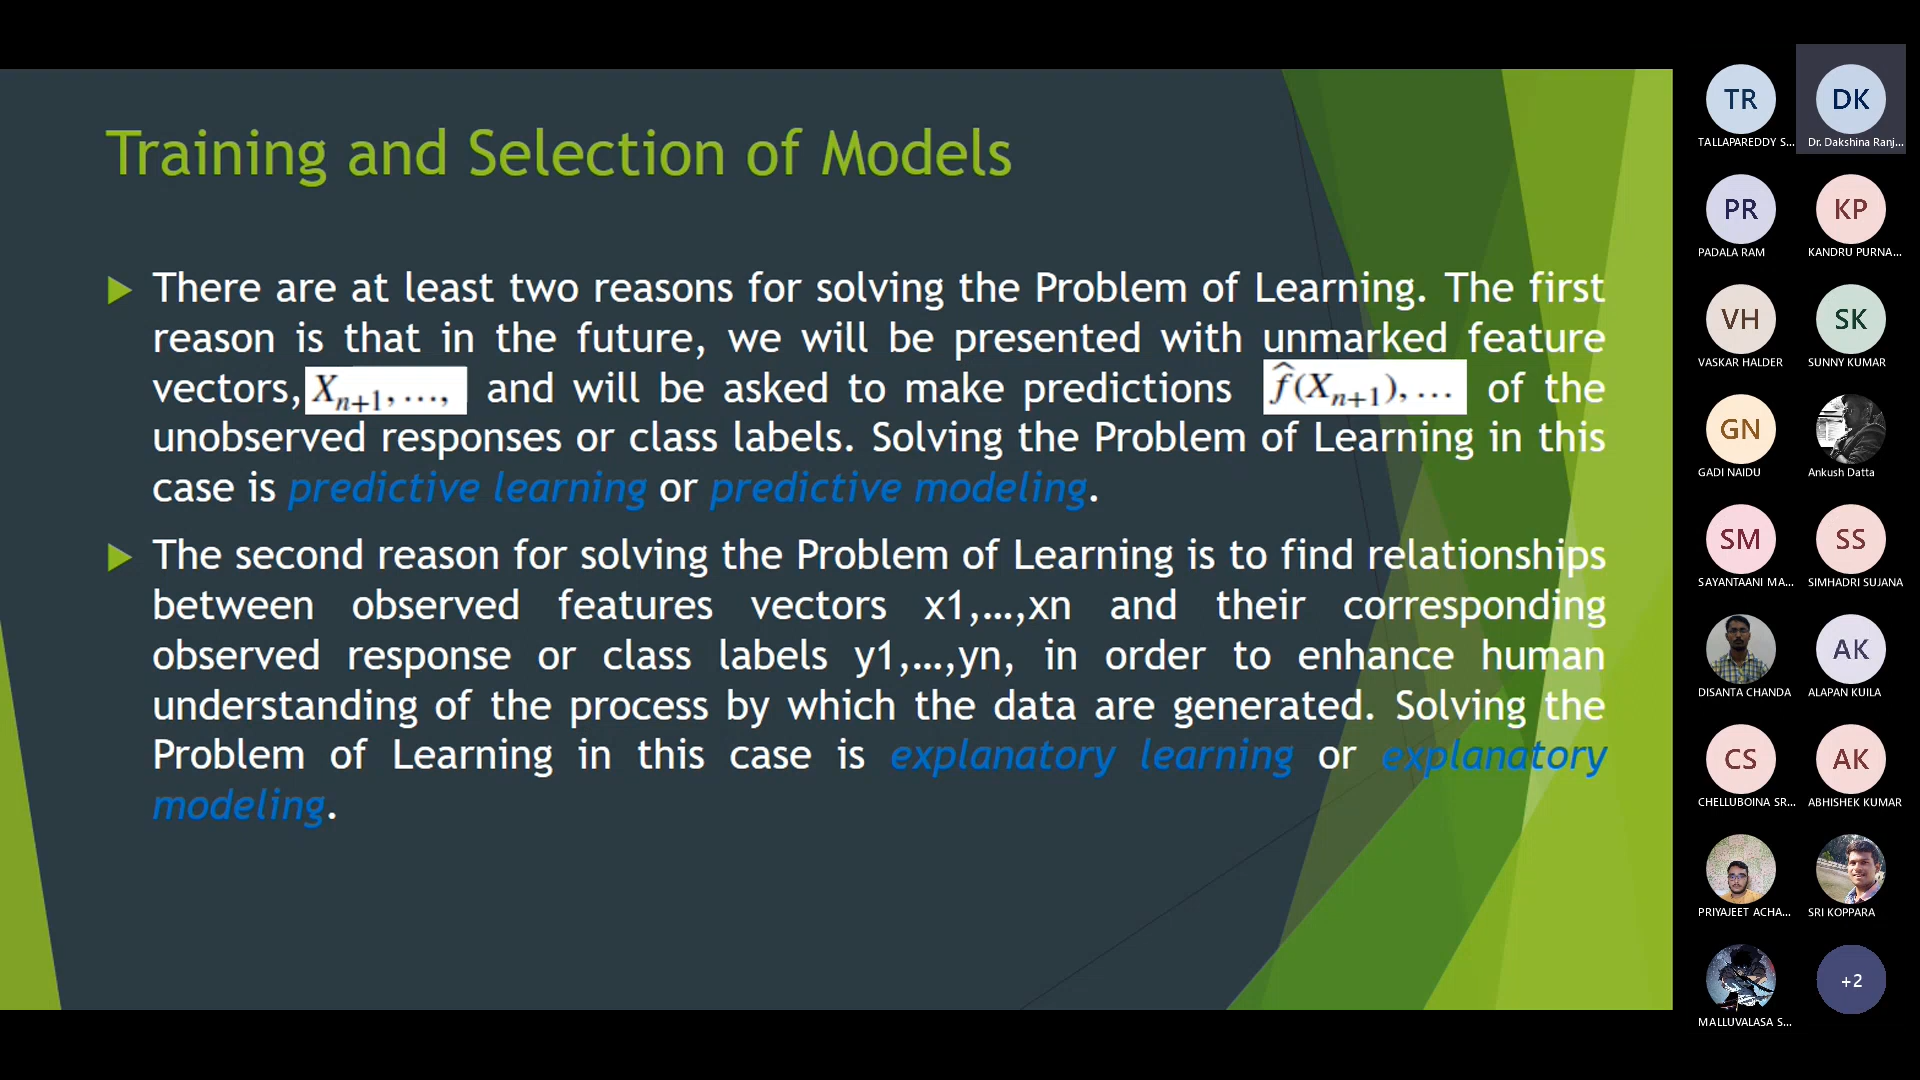 Training and Selection of Models
There are at least two reasons for solving the Problem of Learning. The first
reason is that in the future, we will be presented with unmarked feature
vectors, X_{n+1}, …, and will be asked to make predictions \hat{f}(X_{n+1}), … of the
unobserved responses or class labels. Solving the Problem of Learning in this
case is predictive learning or predictive modeling.
The second reason for solving the Problem of Learning is to find relationships
between observed features vectors x1,…,xn and their corresponding
observed response or class labels y1,…,yn, in order to enhance human
understanding of the process by which the data are generated. Solving the
Problem of Learning in this case is explanatory learning or explanatory
modeling.
TR
TALLAPAREDDY S...
DK
Dr. Dakshina Ranj...
PR
PADALA RAM
KP
KANDRU PURNA...
VH
VASKAR HALDER
SK
SUNNY KUMAR
GN
GADI NAIDU
Ankush Datta
SM
SAYANTAANI MA...
SS
SIMHADRI SUJANA
DISANTA CHANDA
AK
ALAPAN KUILA
CS
CHELLUBOINA SR...
AK
ABHISHEK KUMAR
PRIYAJEET ACHA...
SRI KOPPARA
MALLUVALASA S...
+2